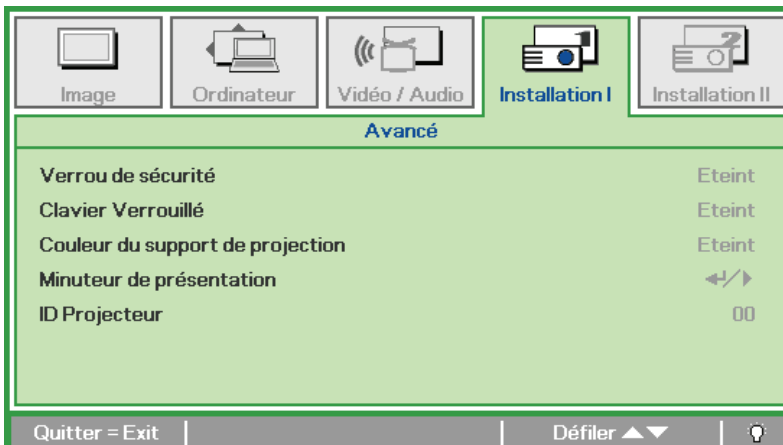 Image Ordinateur Vidéo / Audio Installation I Installation II
Avancé
Verrou de sécurité Eteint
Clavier Verrouillé Eteint
Couleur du support de projection Eteint
Minuteur de présentation
ID Projecteur 00
Quitter = Exit Défiler ▲▼